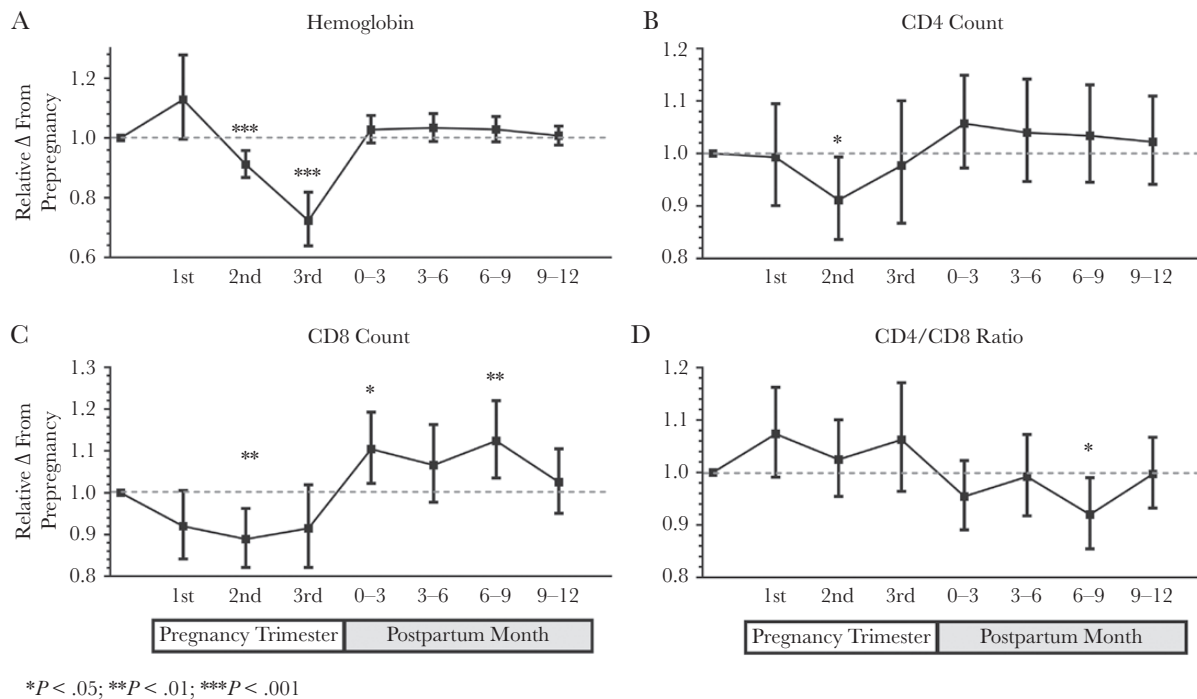 A
Hemoglobin
Relative Δ From
Prepregnancy
1.2
1.0
0.8
0.6
1st 2nd 3rd 0–3 3–6 6–9 9–12
***
***
B
CD4 Count
1.2
1.1
1.0
0.9
0.8
1st 2nd 3rd 0–3 3–6 6–9 9–12
*
C
CD8 Count
Relative Δ From
Prepregnancy
1.3
1.2
1.1
1.0
0.9
0.8
1st 2nd 3rd 0–3 3–6 6–9 9–12
**
*
**
Pregnancy Trimester Postpartum Month
D
CD4/CD8 Ratio
1.2
1.1
1.0
0.9
0.8
1st 2nd 3rd 0–3 3–6 6–9 9–12
*
Pregnancy Trimester Postpartum Month
*P < .05; **P < .01; ***P < .001